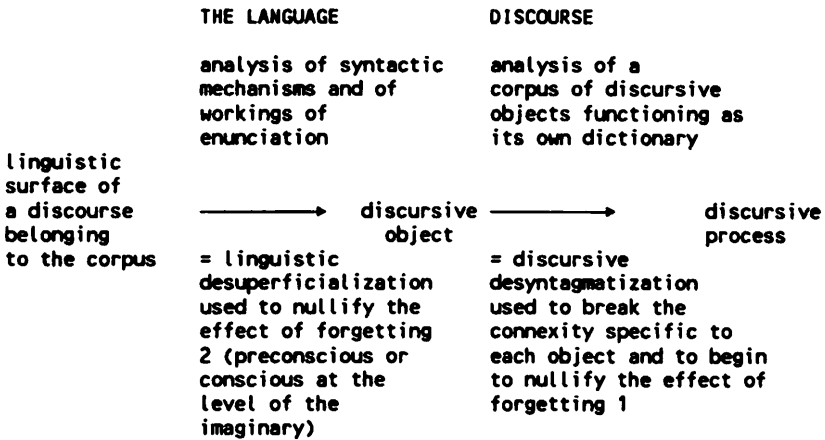 THE LANGUAGE
analysis of syntactic
mechanisms and of
workings of
enunciation
DISCOURSE
analysis of a
corpus of discursive
objects functioning as
its own dictionary
linguistic
surface of
a discourse
belonging
to the corpus
discursive
object
discursive
process
= linguistic
desuperficialization
used to nullify the
effect of forgetting
2 (preconscious or
conscious at the
level of the
imaginary)
= discursive
desyntagmatization
used to break the
connexity specific to
each object and to begin
to nullify the effect of
forgetting 1